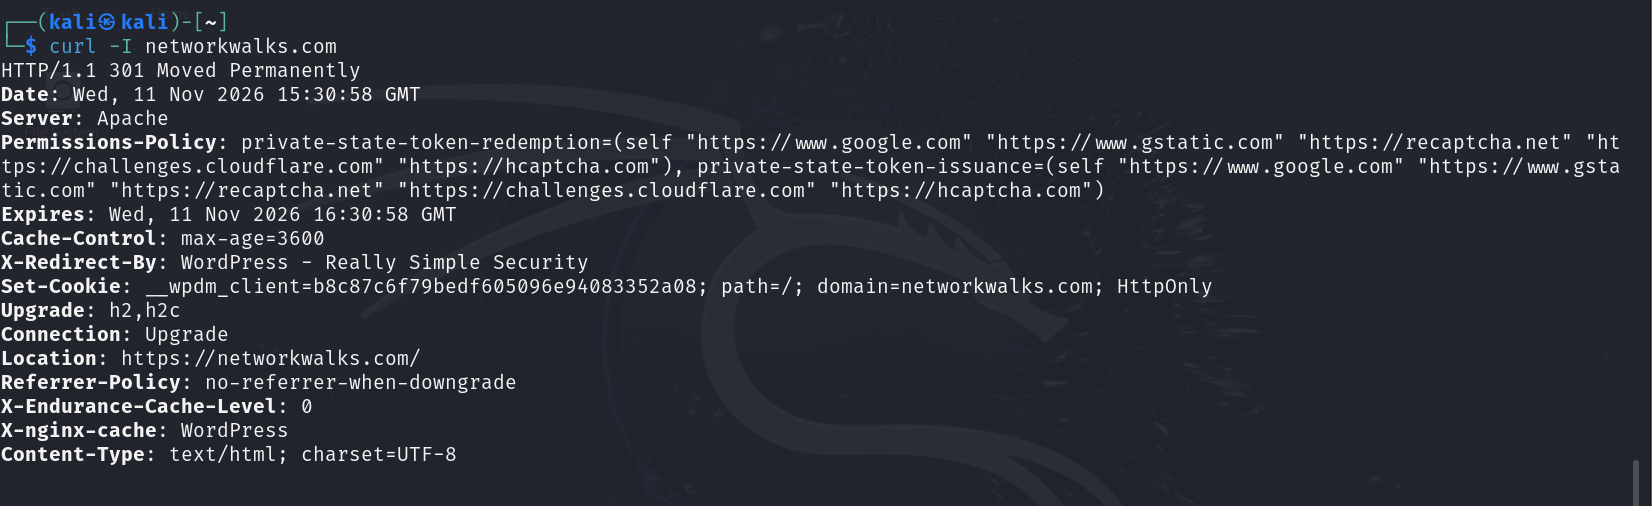 ┌──(kali㉿kali)-[~]
└─$ curl -I networkwalks.com
HTTP/1.1 301 Moved Permanently
Date: Wed, 11 Nov 2026 15:30:58 GMT
Server: Apache
Permissions-Policy: private-state-token-redemption=(self "https://www.google.com" "https://www.gstatic.com" "https://recaptcha.net" "ht
tps://challenges.cloudflare.com" "https://hcaptcha.com"), private-state-token-issuance=(self "https://www.google.com" "https://www.gsta
tic.com" "https://recaptcha.net" "https://challenges.cloudflare.com" "https://hcaptcha.com")
Expires: Wed, 11 Nov 2026 16:30:58 GMT
Cache-Control: max-age=3600
X-Redirect-By: WordPress - Really Simple Security
Set-Cookie: __wpdm_client=b8c87c6f79bedf605096e94083352a08; path=/; domain=networkwalks.com; HttpOnly
Upgrade: h2,h2c
Connection: Upgrade
Location: https://networkwalks.com/
Referrer-Policy: no-referrer-when-downgrade
X-Endurance-Cache-Level: 0
X-nginx-cache: WordPress
Content-Type: text/html; charset=UTF-8